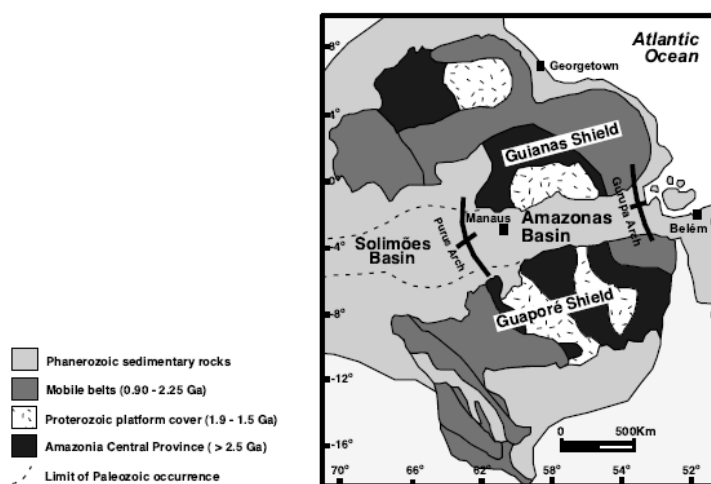 Atlantic
Ocean
8°
Georgetown
4°
Guianas Shield
0°
Gurupa Arch
Manaus
Amazonas
Basin
Belém
Purus Arch
Solimões
Basin
-4°
Guaporé Shield
-8°
-12°
0 500Km
-16°
70° 66° 62° 58° 54° 52°
Phanerozoic sedimentary rocks
Mobile belts (0.90 - 2.25 Ga)
Proterozoic platform cover (1.9 - 1.5 Ga)
Amazonia Central Province ( > 2.5 Ga)
Limit of Paleozoic occurrence